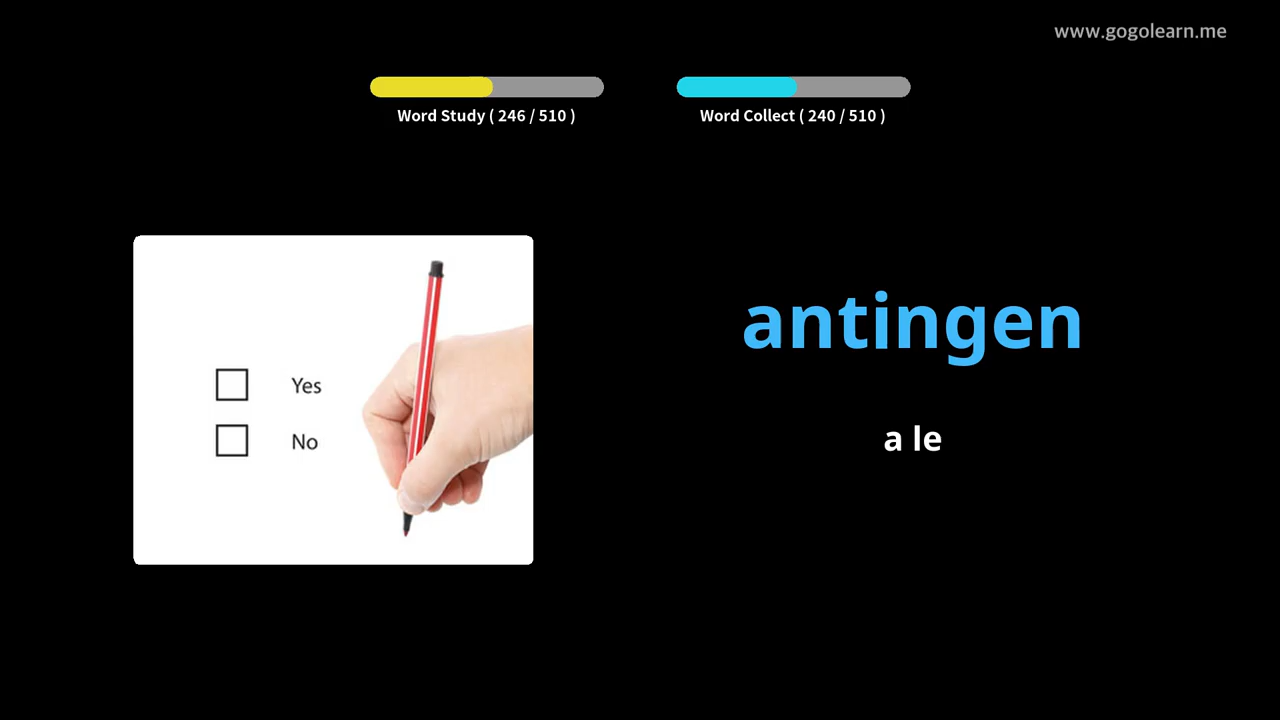 www.gogolearn.me
Word Study ( 246 / 510 )
Word Collect ( 240 / 510 )
Yes
No
antingen
a le